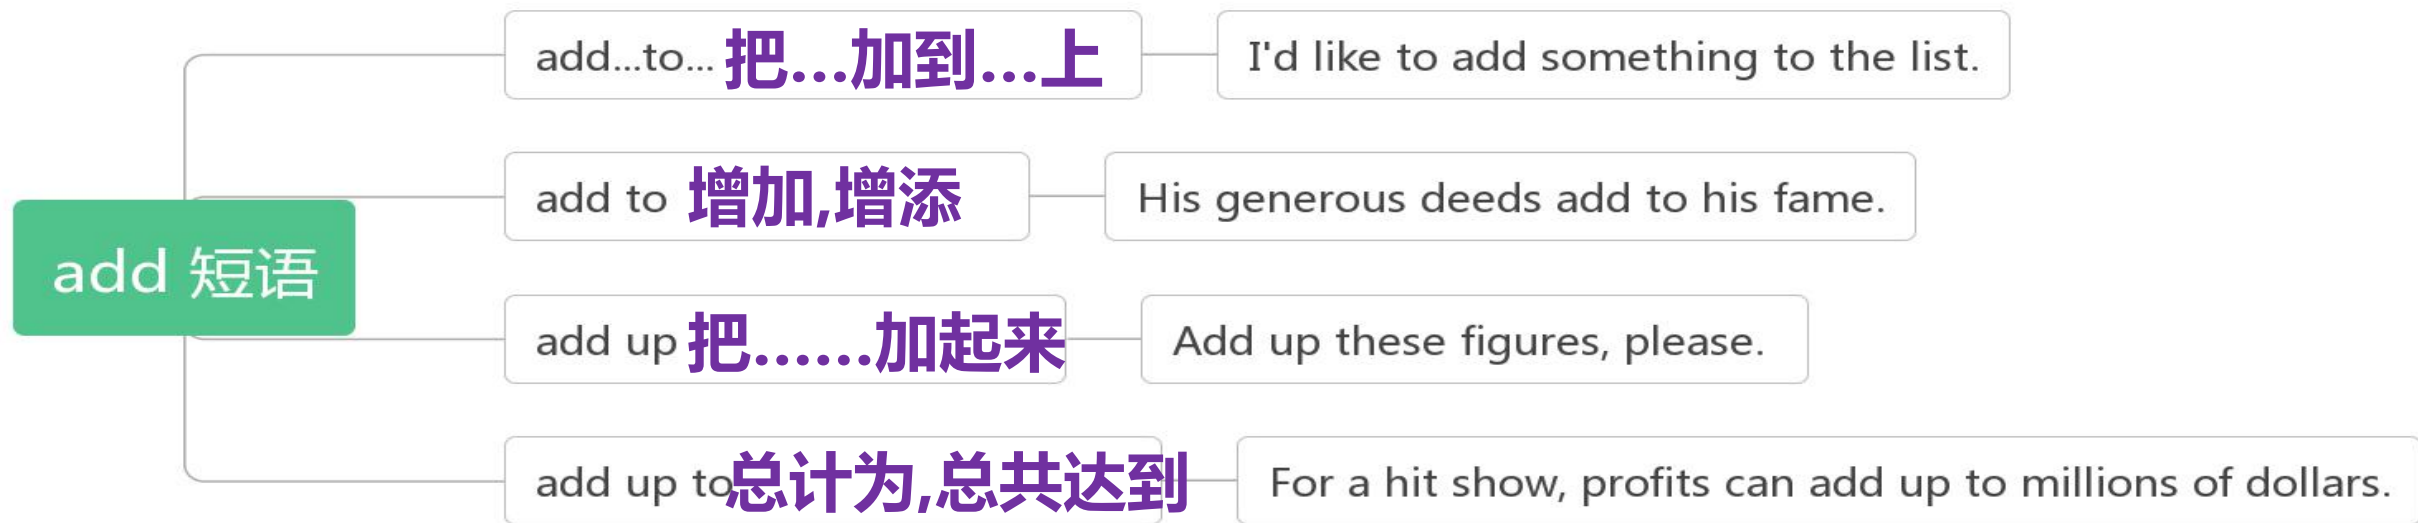 add 短语
add...to... 把...加到...上
I'd like to add something to the list.
add to 增加,增添
His generous deeds add to his fame.
add up 把......加起来
Add up these figures, please.
add up to 总计为,总共达到
For a hit show, profits can add up to millions of dollars.